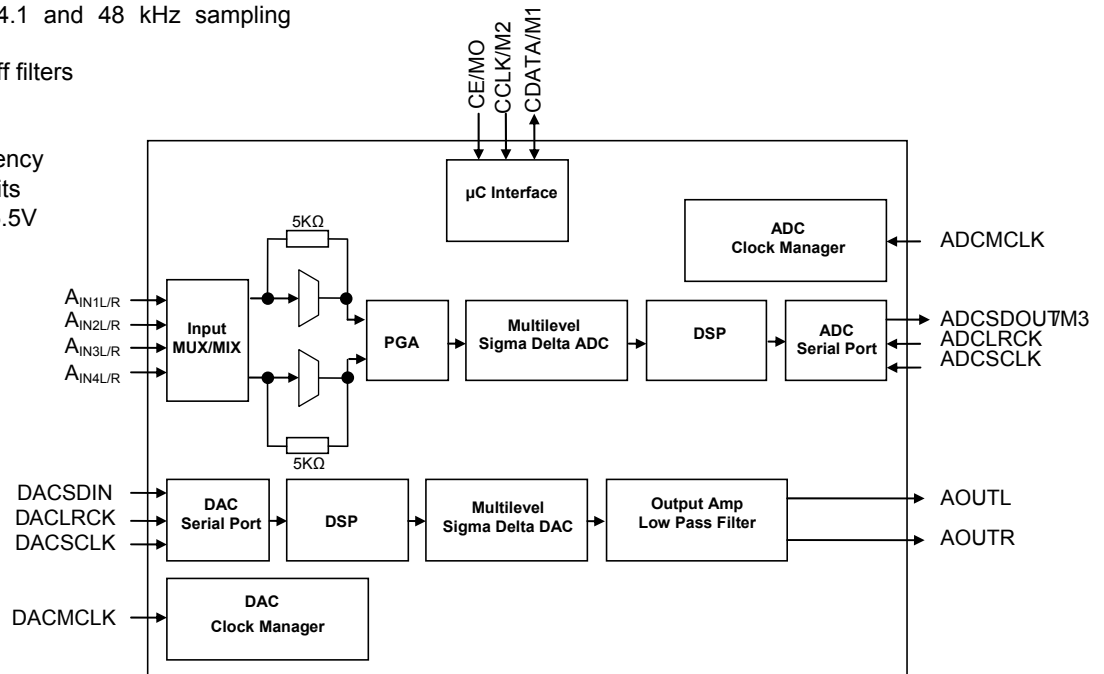 4.1 and 48 kHz sampling
ff filters
ency
its
.5V
CE/MO
CCLK/M2
CDATA/M1
µC Interface
ADC
Clock Manager
ADCMCLK
5KΩ
AIN1L/R
AIN2L/R
AIN3L/R
AIN4L/R
Input
MUX/MIX
PGA
Multilevel
Sigma Delta ADC
DSP
ADC
Serial Port
ADCSDOUT/M3
ADCLRCK
ADCSCLK
5KΩ
DACSDIN
DACLRCK
DACSCLK
DAC
Serial Port
DSP
Multilevel
Sigma Delta DAC
Output Amp
Low Pass Filter
AOUTL
AOUTR
DACMCLK
DAC
Clock Manager